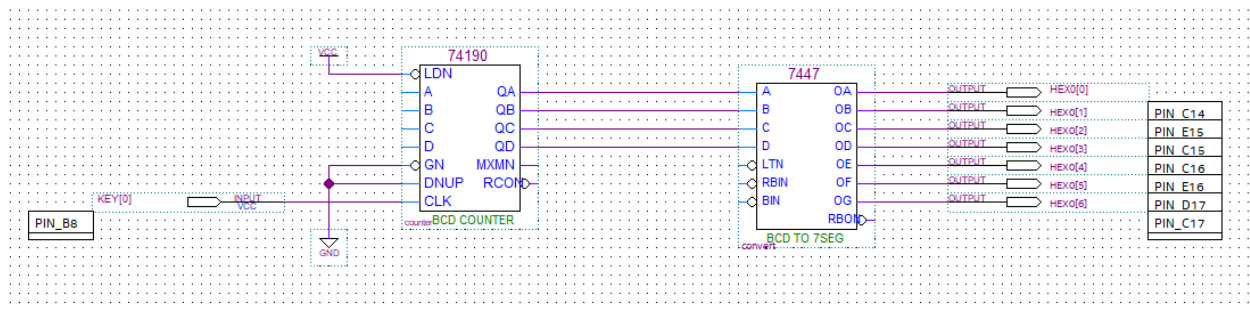 VCC
74190
LDN
A QA
B QB
C QC
D QD
GN MXMN
DNUP RCON
CLK
counter
BCD COUNTER
KEY[0]
INPUT
VCC
PIN_B8
GND
7447
A OA
B OB
C OC
D OD
LTN OE
RBIN OF
BIN OG
RBON
BCD TO 7SEG
convert
OUTPUT HEX0[0]
OUTPUT HEX0[1]
OUTPUT HEX0[2]
OUTPUT HEX0[3]
OUTPUT HEX0[4]
OUTPUT HEX0[5]
OUTPUT HEX0[6]
PIN_C14
PIN_E15
PIN_C15
PIN_C16
PIN_E16
PIN_D17
PIN_C17